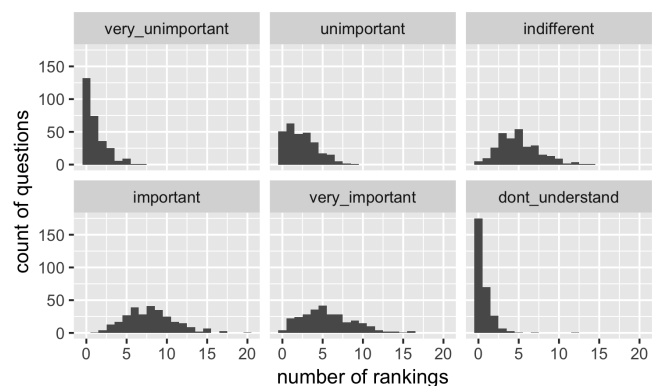 very_unimportant unimportant indifferent
150
100
50
0
important very_important dont_understand
150
100
50
0
0 5 10 15 20 0 5 10 15 20 0 5 10 15 20
number of rankings
count of questions